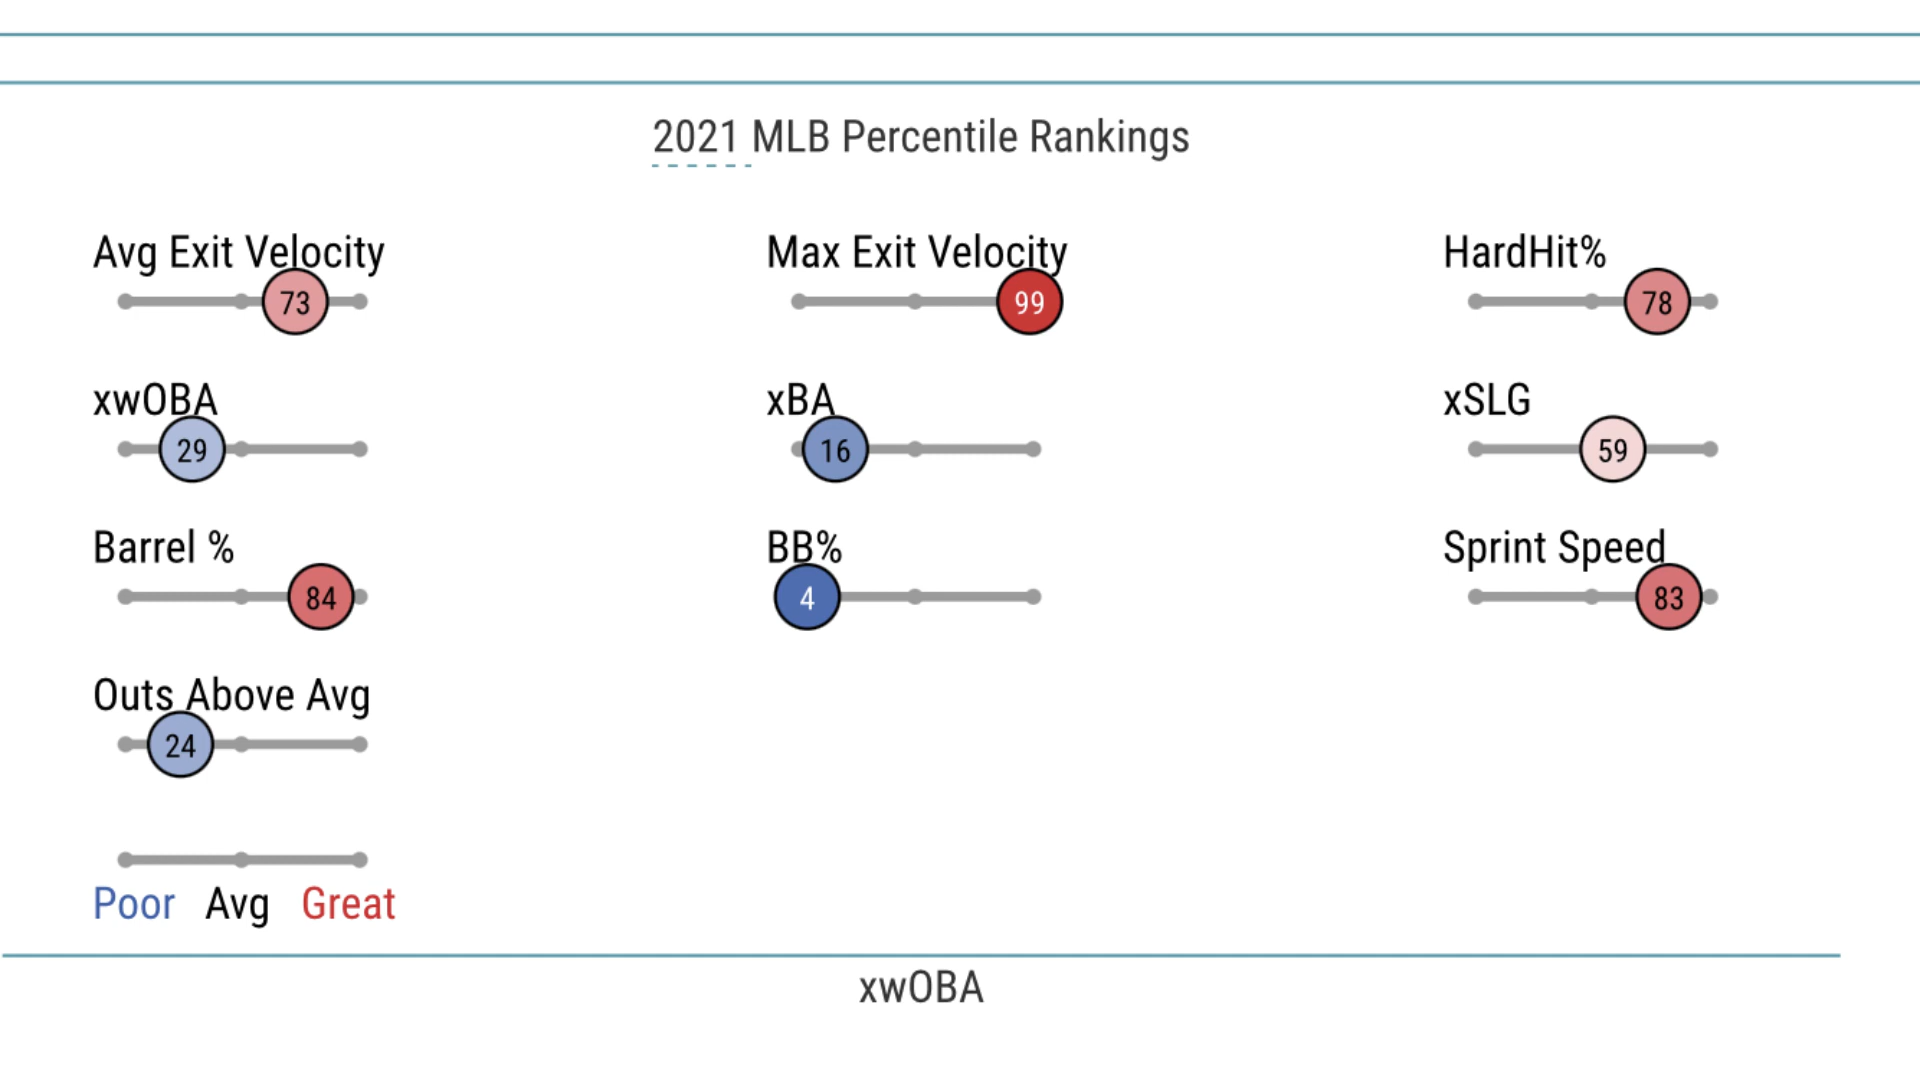 2021 MLB Percentile Rankings
Avg Exit Velocity
73
Max Exit Velocity
99
HardHit%
78
xwOBA
29
xBA
16
xSLG
59
Barrel %
84
BB%
4
Sprint Speed
83
Outs Above Avg
24
Poor Avg Great
xwOBA